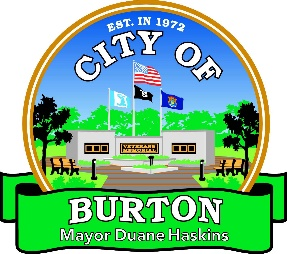 EST. IN 1972
CITY OF
VETERANS
MEMORIAL
BURTON
Mayor Duane Haskins